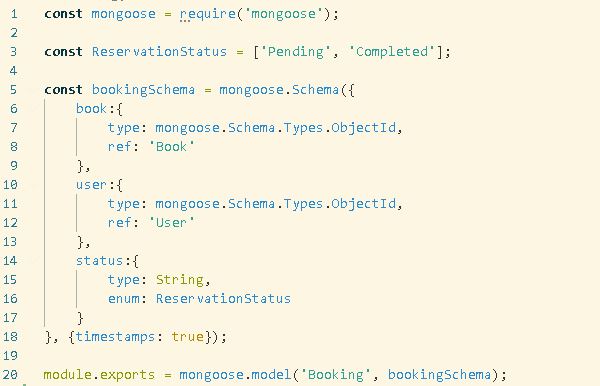 1 const mongoose = require('mongoose');
2
3 const ReservationStatus = ['Pending', 'Completed'];
4
5 const bookingSchema = mongoose.Schema({
6 book:{
7 type: mongoose.Schema.Types.ObjectId,
8 ref: 'Book'
9 },
10 user:{
11 type: mongoose.Schema.Types.ObjectId,
12 ref: 'User'
13 },
14 status:{
15 type: String,
16 enum: ReservationStatus
17 }
18 }, {timestamps: true});
19
20 module.exports = mongoose.model('Booking', bookingSchema);